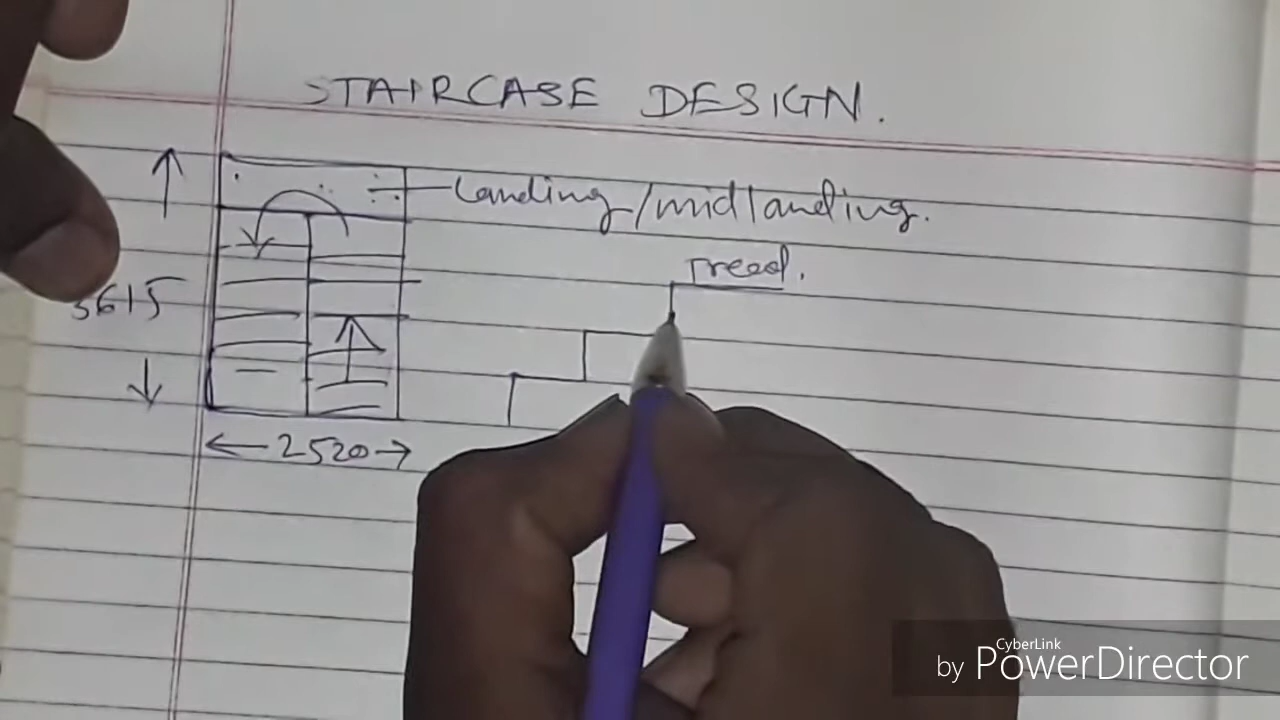 STAIRCASE DESIGN.
Landing/midlanding.
Tread.
3615
2520
CyberLink
by PowerDirector